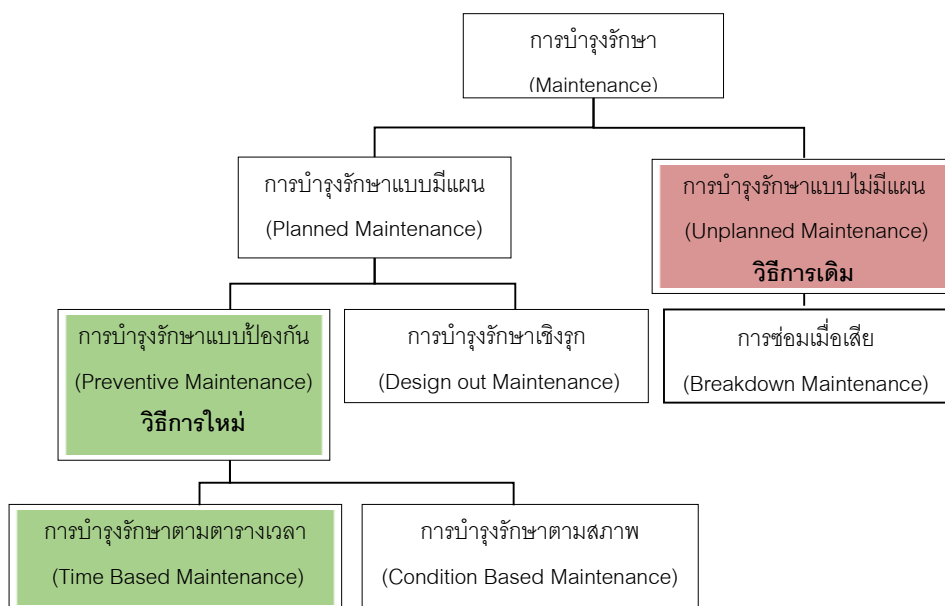 การบำรุงรักษา
(Maintenance)
การบำรุงรักษาแบบมีแผน
(Planned Maintenance)
การบำรุงรักษาแบบไม่มีแผน
(Unplanned Maintenance)
วิธีการเดิม
การบำรุงรักษาแบบป้องกัน
(Preventive Maintenance)
วิธีการใหม่
การบำรุงรักษาเชิงรุก
(Design out Maintenance)
การซ่อมเมื่อเสีย
(Breakdown Maintenance)
การบำรุงรักษาตามตารางเวลา
(Time Based Maintenance)
การบำรุงรักษาตามสภาพ
(Condition Based Maintenance)